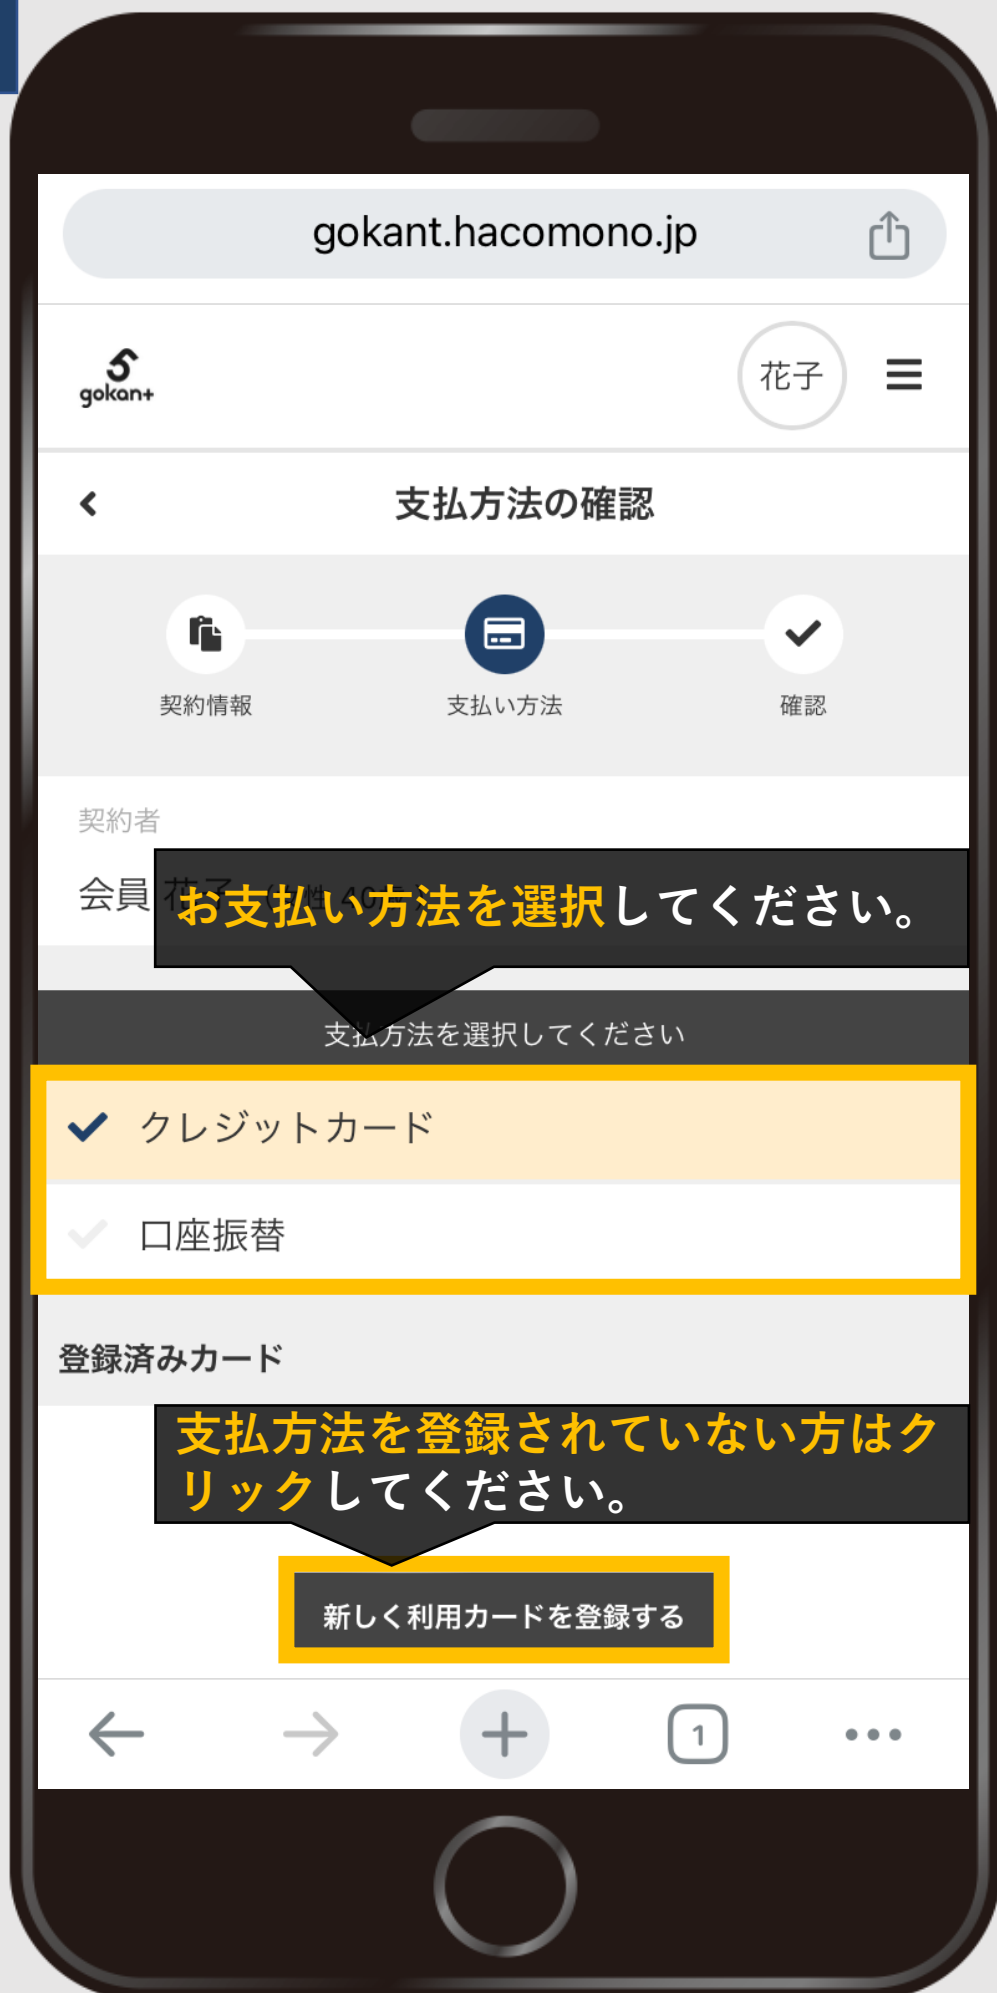 gokant.hacomono.jp
gokan+
花子
支払方法の確認
契約情報
支払い方法
確認
契約者
会員 花子
お支払い方法を選択してください。
支払方法を選択してください
クレジットカード
口座振替
登録済みカード
支払方法を登録されていない方はク
リックしてください。
新しく利用カードを登録する
1